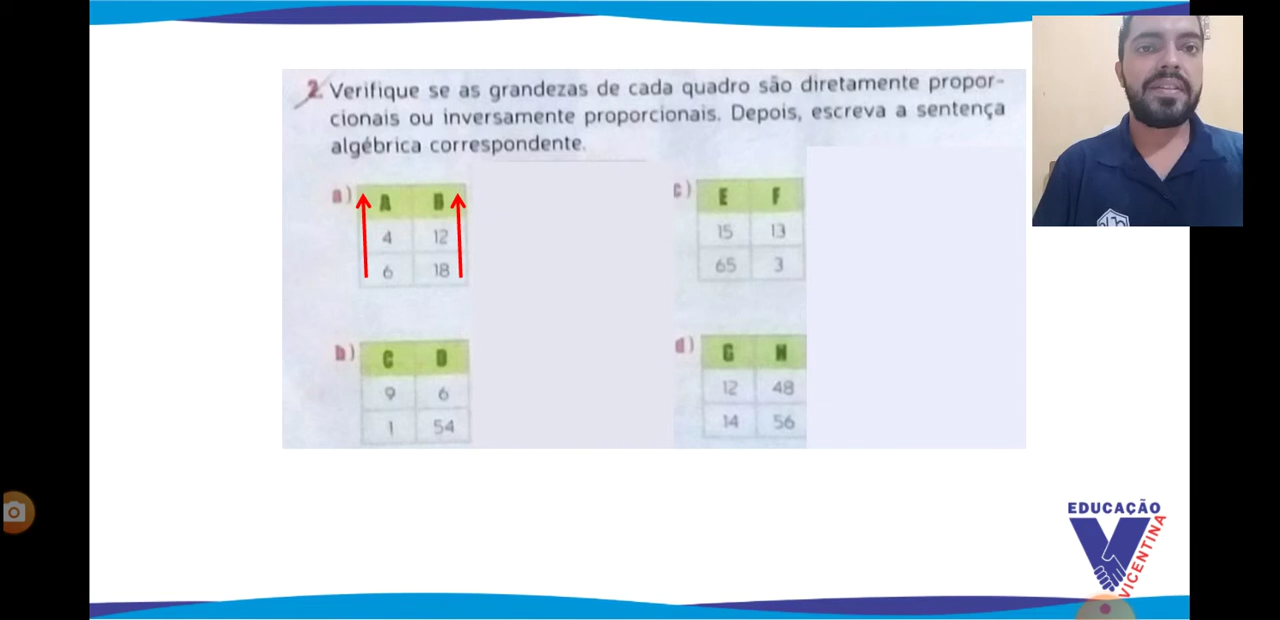 2. Verifique se as grandezas de cada quadro são diretamente propor-
cionais ou inversamente proporcionais. Depois, escreva a sentença
algébrica correspondente.
a) A B
4 12
6 18
b) C D
9 6
1 54
c) E F
15 13
65 3
d) G H
12 48
14 56
EDUCAÇÃO
VICENTINA